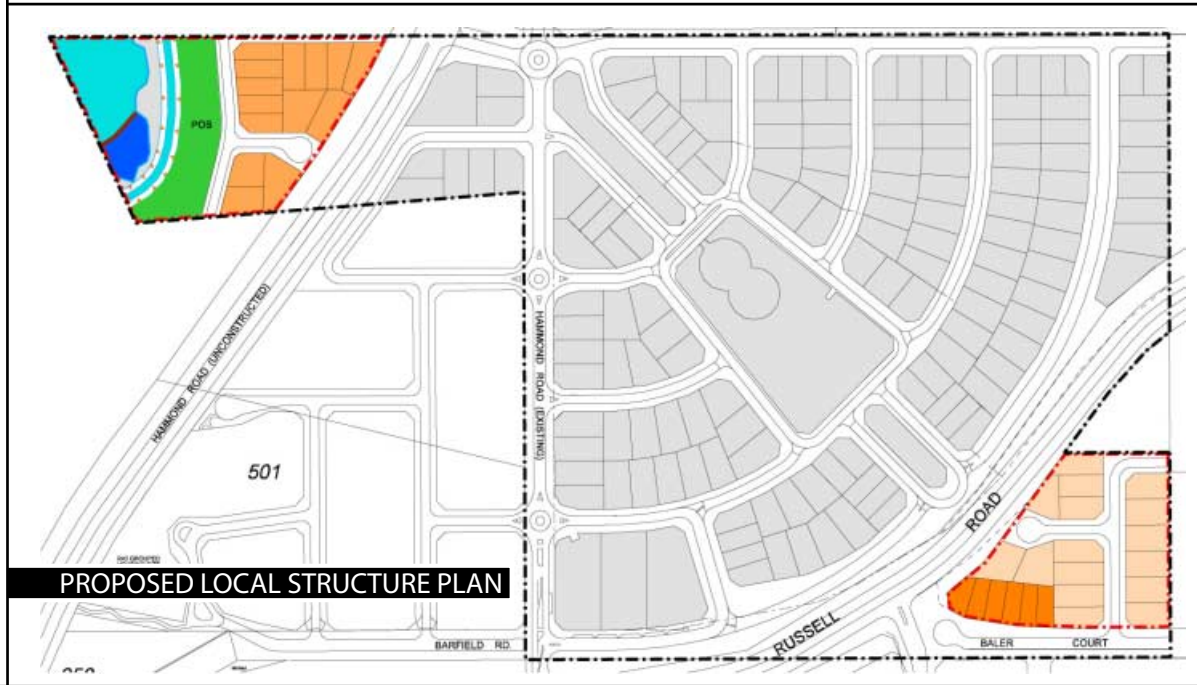 POS
HAMMOND ROAD (UNCONSTRUCTED)
HAMMOND ROAD (EXISTING)
501
ROAD
PROPOSED LOCAL STRUCTURE PLAN
RUSSELL
BARFIELD RD.
BALER COURT